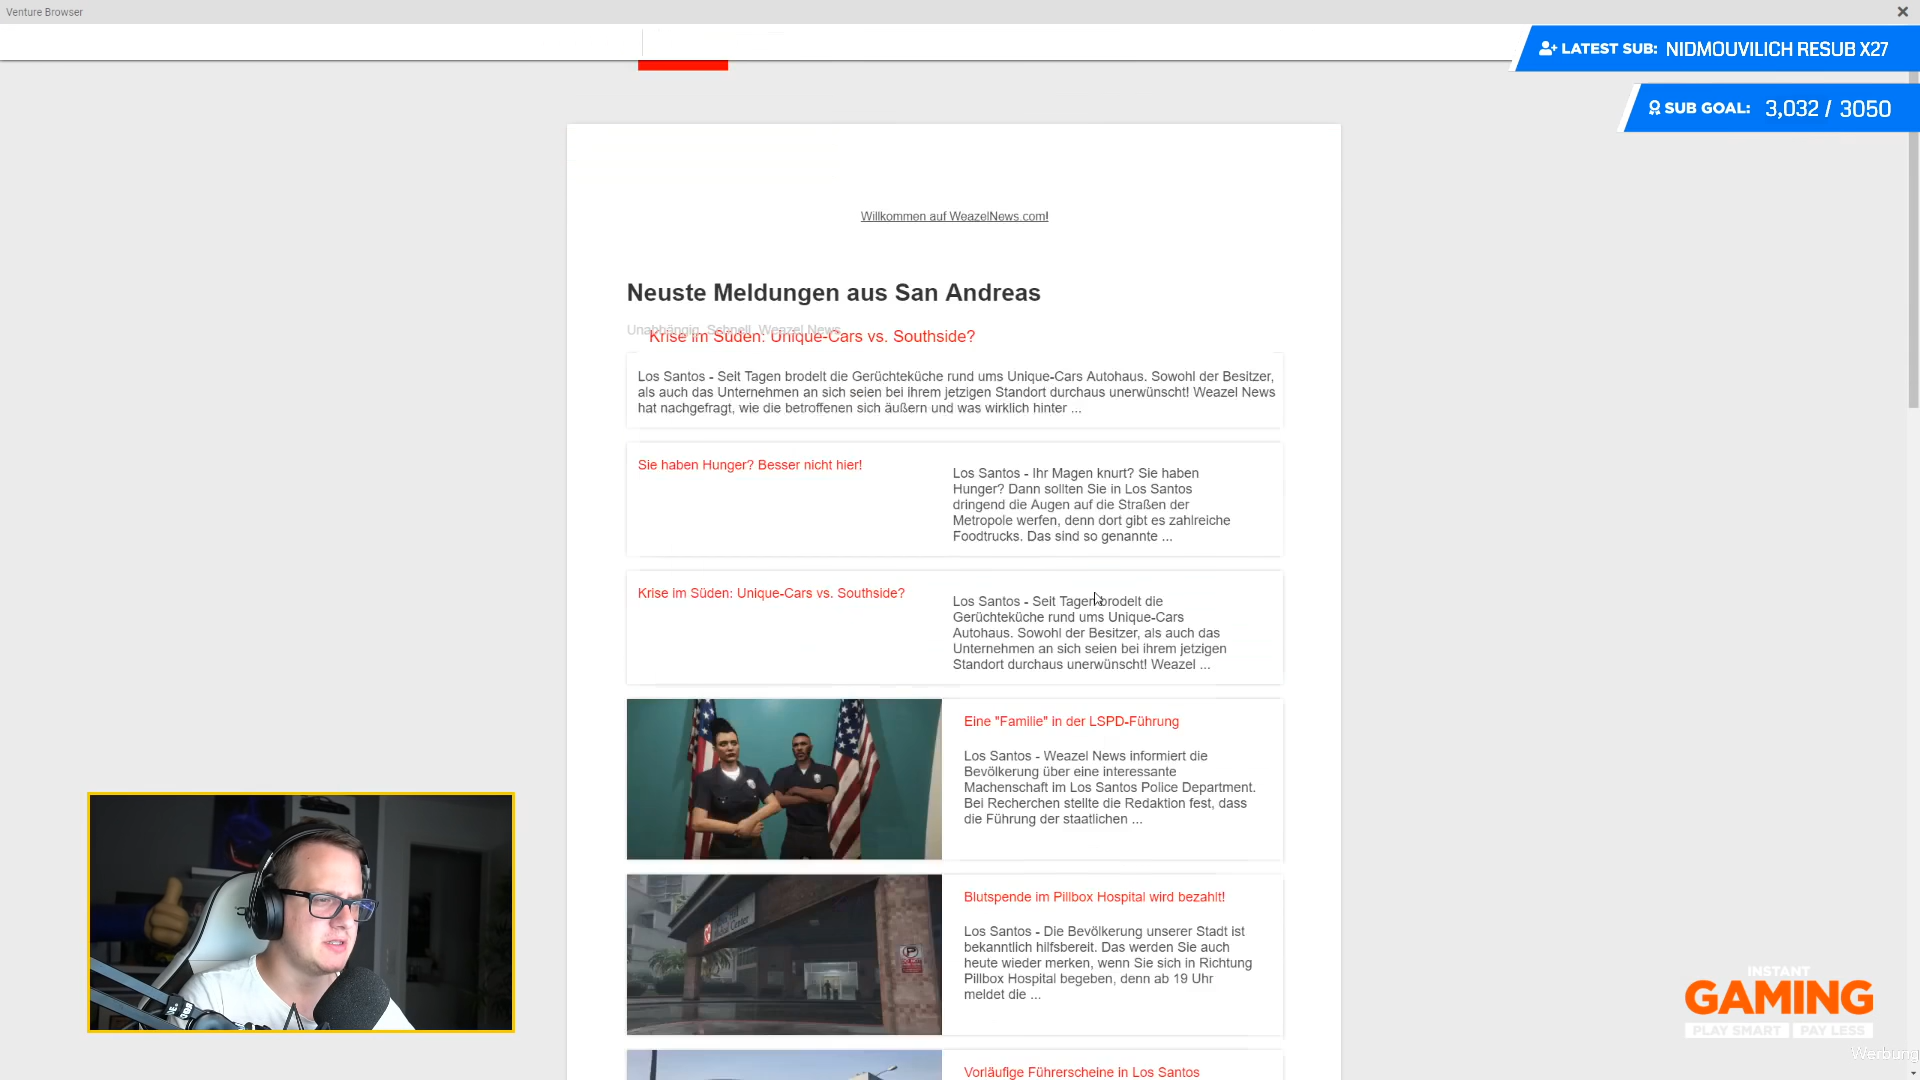 Venture Browser
LATEST SUB: NIDMOUVILICH RESUB X27
SUB GOAL: 3,032 / 3050
Willkommen auf WeazelNews.com!
Neuste Meldungen aus San Andreas
Unabhängig. Schnell. Weazel News
Krise im Süden: Unique-Cars vs. Southside?
Los Santos - Seit Tagen brodelt die Gerüchteküche rund ums Unique-Cars Autohaus. Sowohl der Besitzer,
als auch das Unternehmen an sich seien bei ihrem jetzigen Standort durchaus unerwünscht! Weazel News
hat nachgefragt, wie die betroffenen sich äußern und was wirklich hinter ...
Sie haben Hunger? Besser nicht hier!
Los Santos - Ihr Magen knurt? Sie haben
Hunger? Dann sollten Sie in Los Santos
dringend die Augen auf die Straßen der
Metropole werfen, denn dort gibt es zahlreiche
Foodtrucks. Das sind so genannte ...
Krise im Süden: Unique-Cars vs. Southside?
Los Santos - Seit Tagen brodelt die
Gerüchteküche rund ums Unique-Cars
Autohaus. Sowohl der Besitzer, als auch das
Unternehmen an sich seien bei ihrem jetzigen
Standort durchaus unerwünscht! Weazel ...
Eine "Familie" in der LSPD-Führung
Los Santos - Weazel News informiert die
Bevölkerung über eine interessante
Machenschaft im Los Santos Police Department.
Bei Recherchen stellte die Redaktion fest, dass
die Führung der staatlichen ...
Blutspende im Pillbox Hospital wird bezahlt!
Los Santos - Die Bevölkerung unserer Stadt ist
bekanntlich hilfsbereit. Das werden Sie auch
heute wieder merken, wenn Sie sich in Richtung
Pillbox Hospital begeben, denn ab 19 Uhr
meldet die ...
Vorläufige Führerscheine in Los Santos
INSTANT
GAMING
PLAY SMART PAY LESS
Werbung